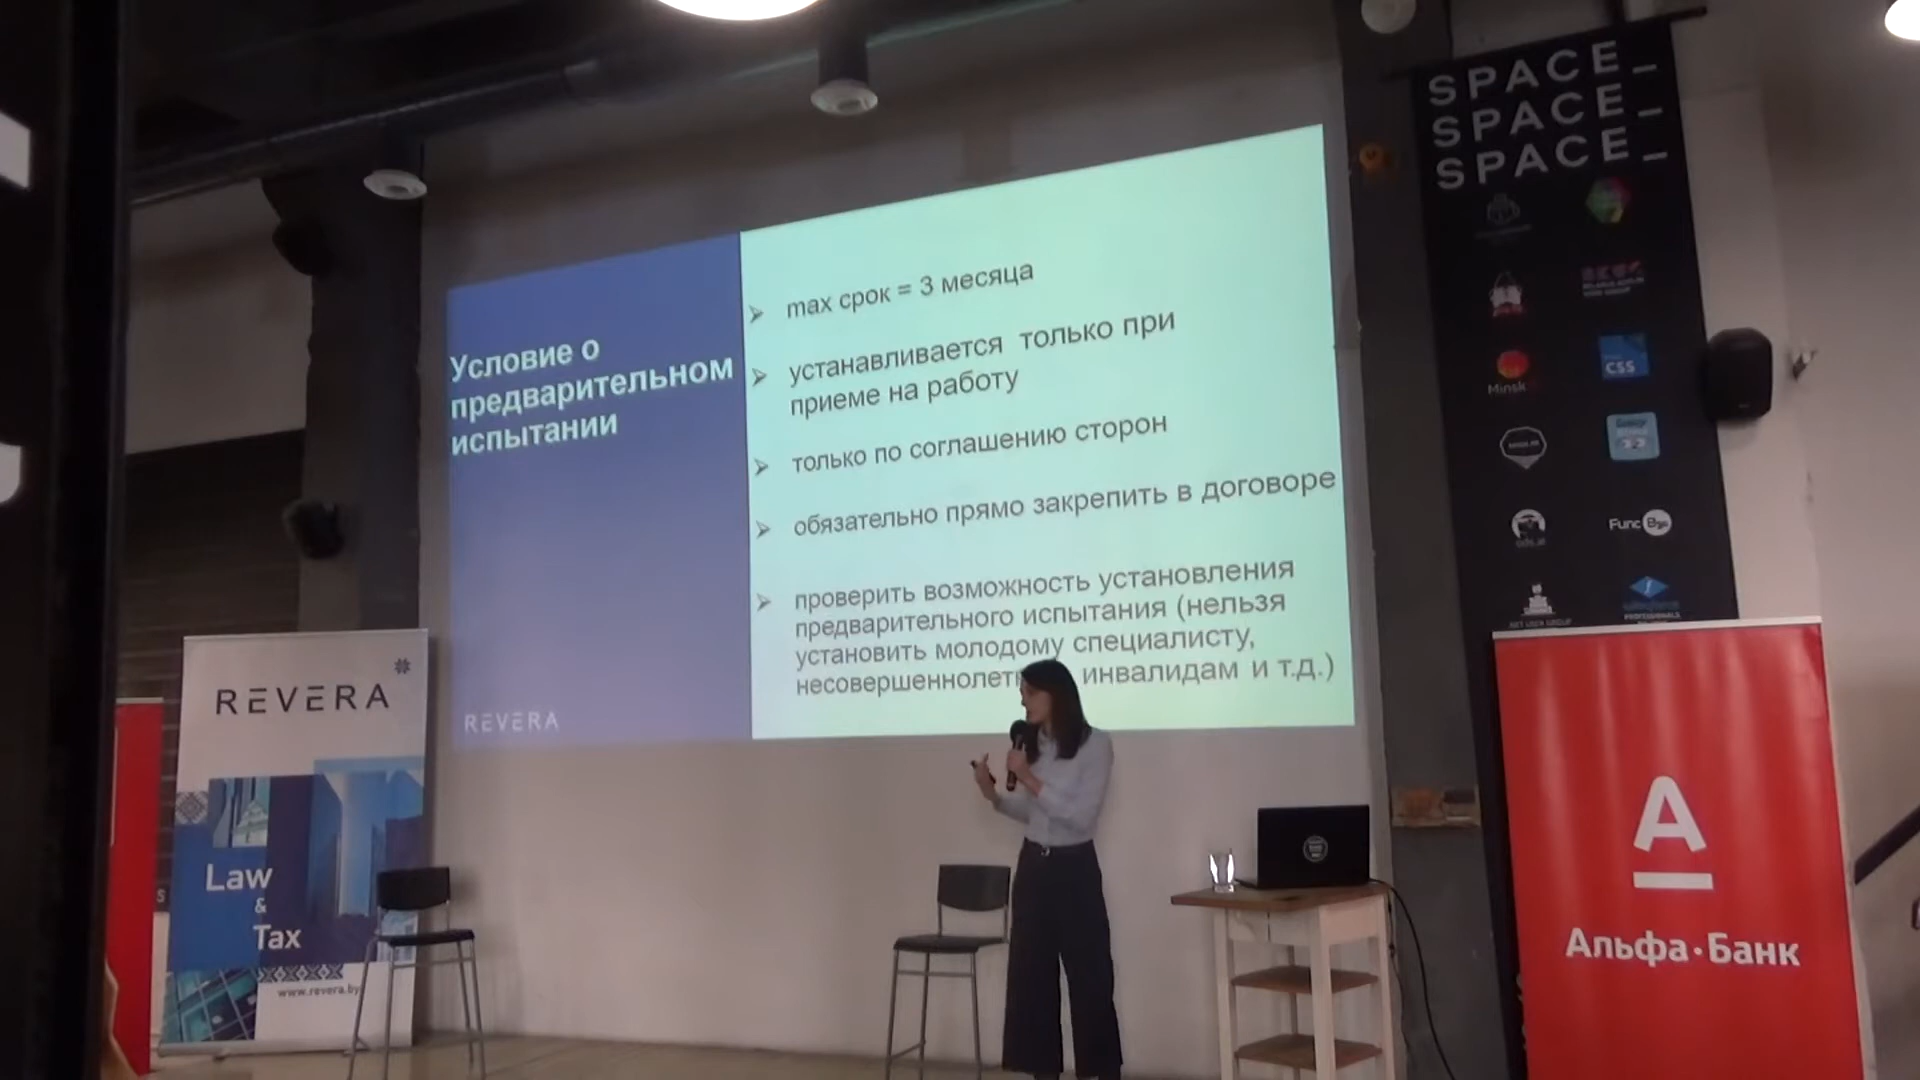 Условие о
предварительном
испытании
REVERA
max срок = 3 месяца
устанавливается только при
приеме на работу
только по соглашению сторон
обязательно прямо закрепить в договоре
проверить возможность установления
предварительного испытания (нельзя
установить молодому специалисту,
инвалидам и т.д.)
REVERA
Law
&
Tax
www.revera.by
SPACE_
SPACE_
SPACE_
Minsk
CSS
Func By
Альфа·Банк